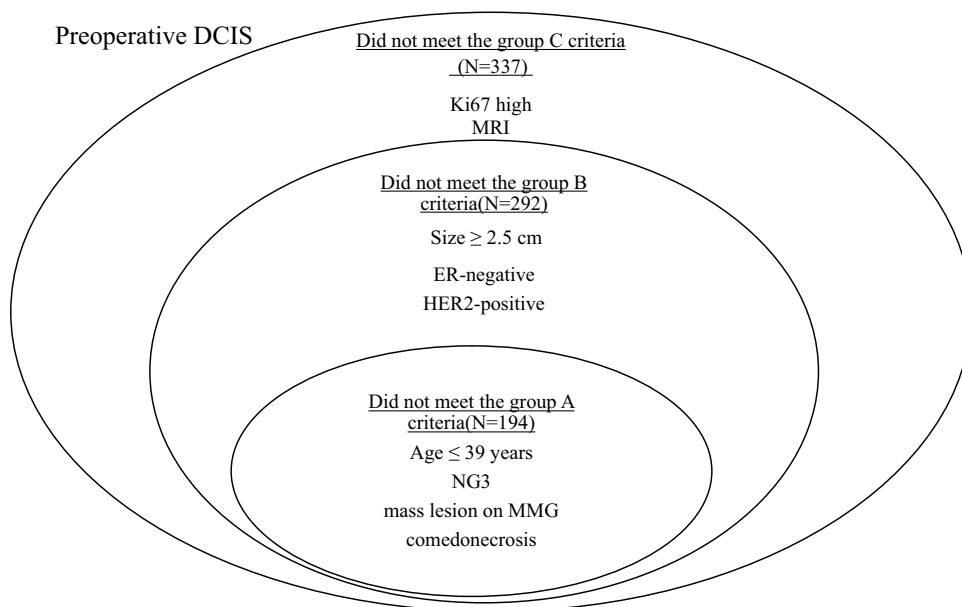 Preoperative DCIS
Did not meet the group C criteria
(N=337)
Ki67 high
MRI
Did not meet the group B
criteria(N=292)
Size ≥ 2.5 cm
ER-negative
HER2-positive
Did not meet the group A
criteria(N=194)
Age ≤ 39 years
NG3
mass lesion on MMG
comedonecrosis